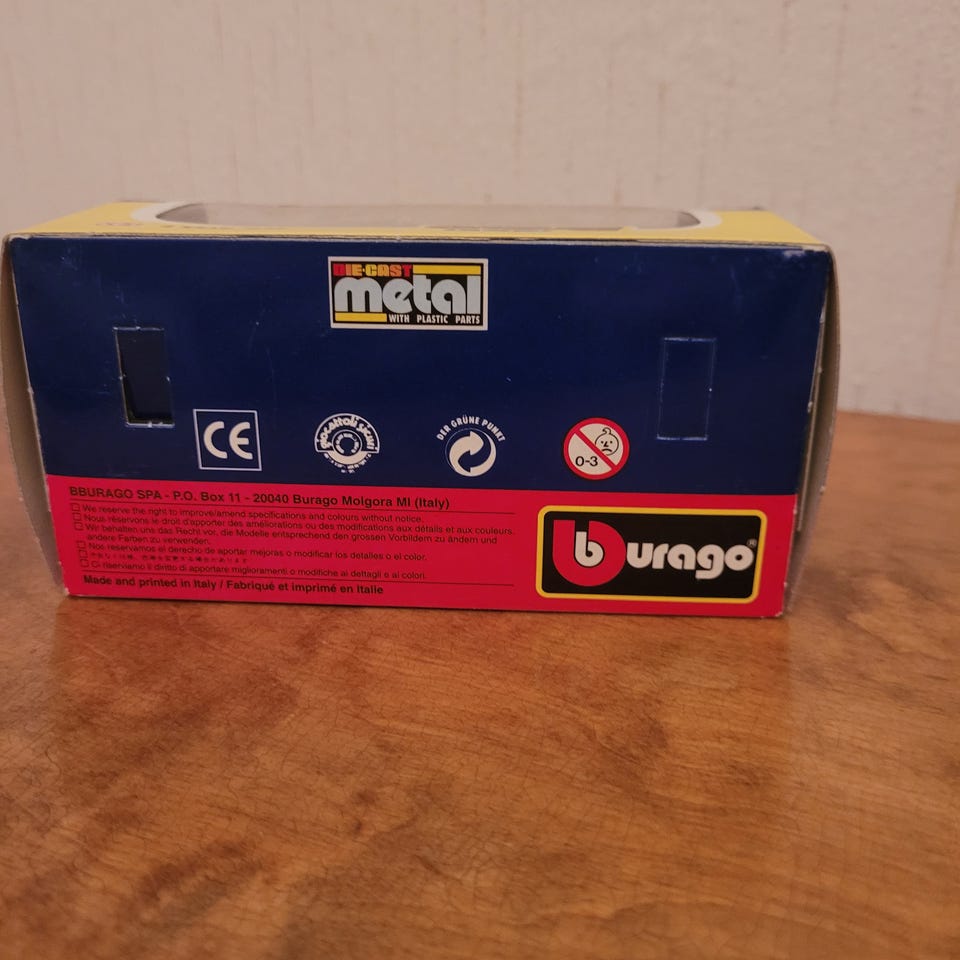 DIE-CAST
metal
WITH PLASTIC PARTS
CE
giocattoli sicuri
DER GRÜNE PUNKT
0-3
BBURAGO SPA - P.O. Box 11 - 20040 Burago Molgora MI (Italy)
We reserve the right to improve/amend specifications and colours without notice.
Nous réservons le droit d'apporter des améliorations ou des modifications aux détails et aux couleurs.
Wir behalten uns das Recht vor, die Modelle entsprechend den grossen Vorbildern zu ändern und
andere Farben zu verwenden.
Nos reservamos el derecho de aportar mejoras o modificar los detalles o el color.
Ci riserviamo il diritto di apportare miglioramenti o modifiche ai dettagli e ai colori.
Made and printed in Italy / Fabriqué et imprimé en Italie
bburago®